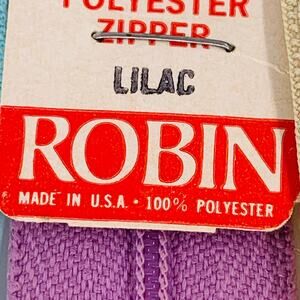 POLYESTER
ZIPPER
LILAC
ROBIN
MADE IN U.S.A. • 100% POLYESTER